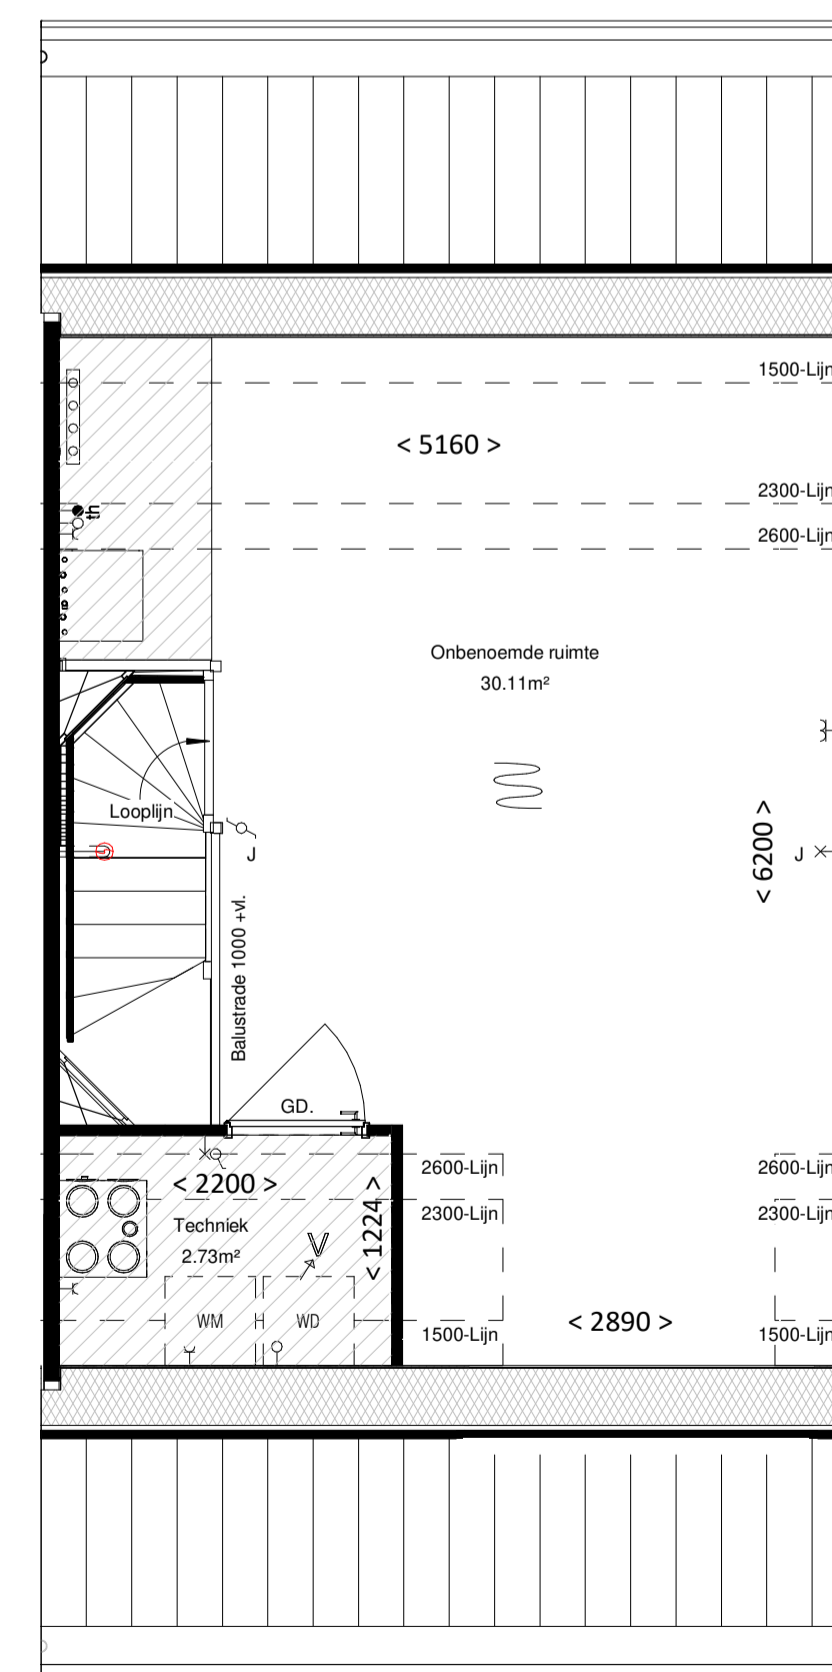 1500-Lijn
< 5160 >
2300-Lijn
th
2600-Lijn
Onbenoemde ruimte
30.11m²
Looplijn
J
< 6200 >
J
Balustrade 1000 +vl.
GD.
2600-Lijn
2600-Lijn
< 2200 >
< 1224 >
2300-Lijn
2300-Lijn
Techniek
2.73m²
V
WM
WD
< 2890 >
1500-Lijn
1500-Lijn